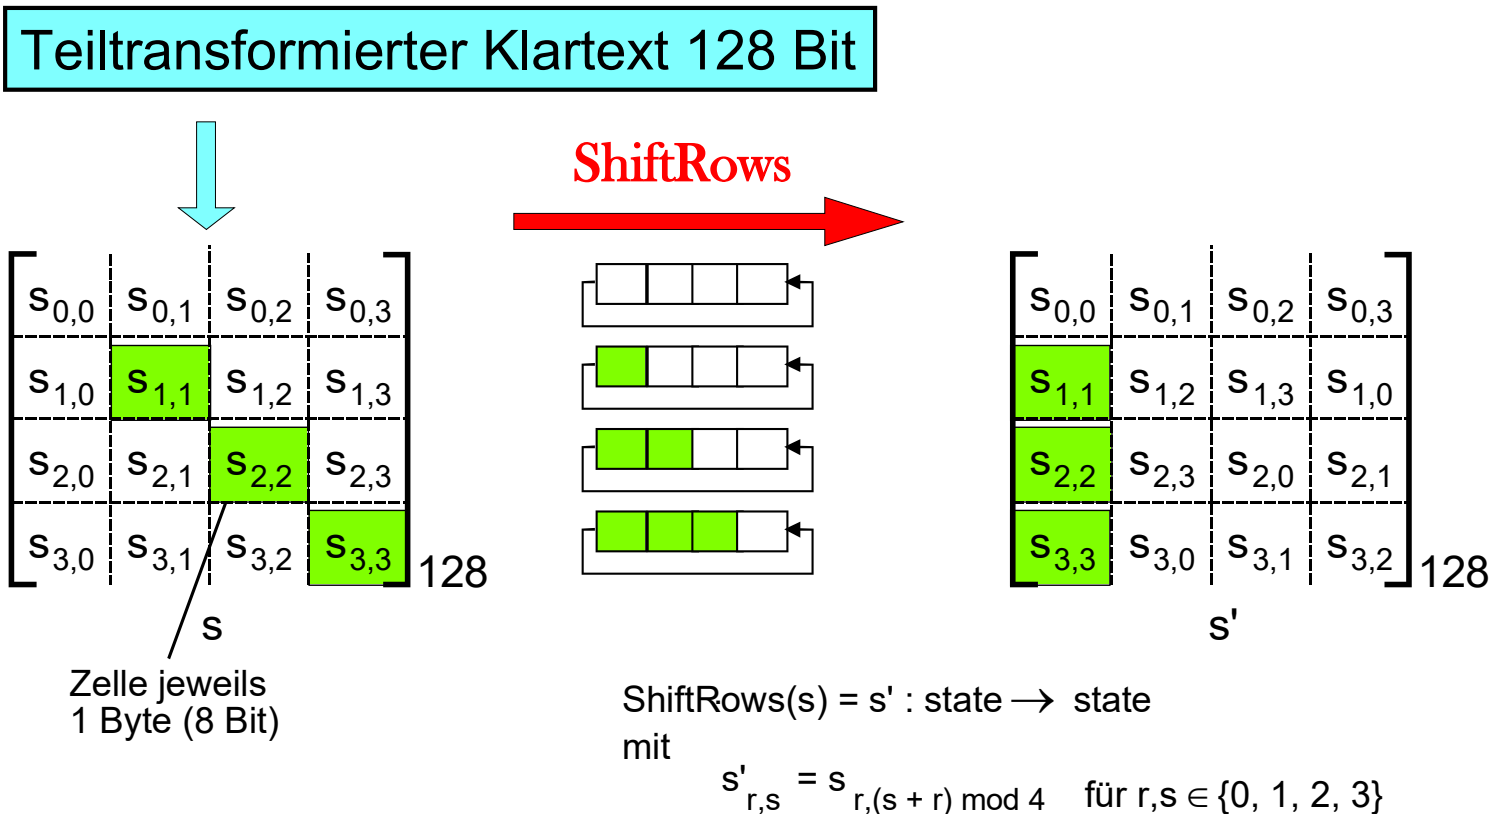 Teiltransformierter Klartext 128 Bit
ShiftRows
s0,0 s0,1 s0,2 s0,3
s1,0 s1,1 s1,2 s1,3
s2,0 s2,1 s2,2 s2,3
s3,0 s3,1 s3,2 s3,3 128
s
Zelle jeweils
1 Byte (8 Bit)
s0,0 s0,1 s0,2 s0,3
s1,1 s1,2 s1,3 s1,0
s2,2 s2,3 s2,0 s2,1
s3,3 s3,0 s3,1 s3,2 128
s'
ShiftRows(s) = s' : state → state
mit
s'r,s = s r,(s + r) mod 4 für r,s ∈ {0, 1, 2, 3}